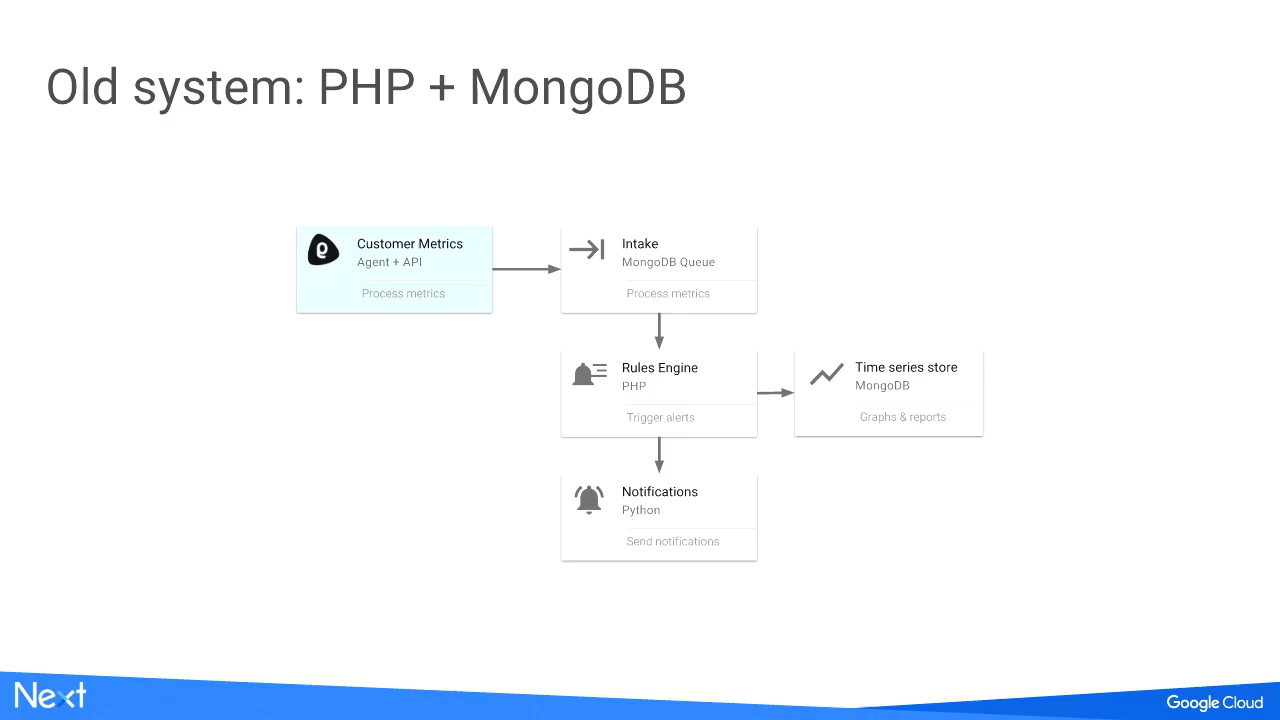 Old system: PHP + MongoDB
Customer Metrics
Agent + API
Process metrics
Intake
MongoDB Queue
Process metrics
Rules Engine
PHP
Trigger alerts
Time series store
MongoDB
Graphs & reports
Notifications
Python
Send notifications
Next
Google Cloud